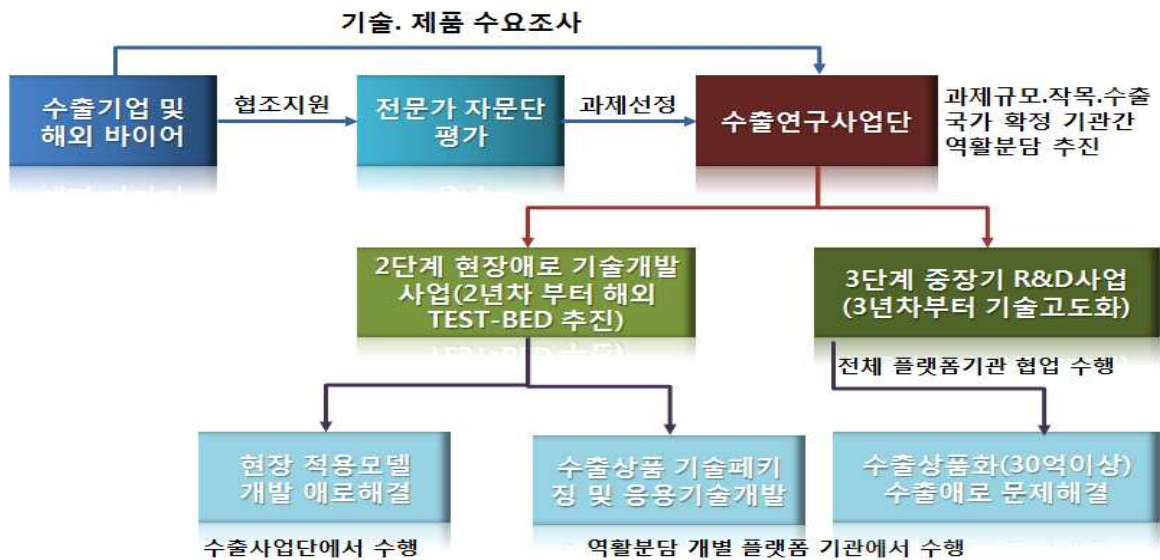 기술. 제품 수요조사
수출기업 및
해외 바이어
협조지원
전문가 자문단
평가
과제선정
수출연구사업단
과제규모.작목.수출
국가 확정 기관간
역활분담 추진
2단계 현장애로 기술개발
사업(2년차 부터 해외
TEST-BED 추진)
3단계 중장기 R&D사업
(3년차부터 기술고도화)
전체 플랫폼기관 협업 수행
현장 적용모델
개발 애로해결
수출상품 기술페키
징 및 응용기술개발
수출상품화(30억이상)
수출애로 문제해결
수출사업단에서 수행
역활분담 개별 플랫폼 기관에서 수행